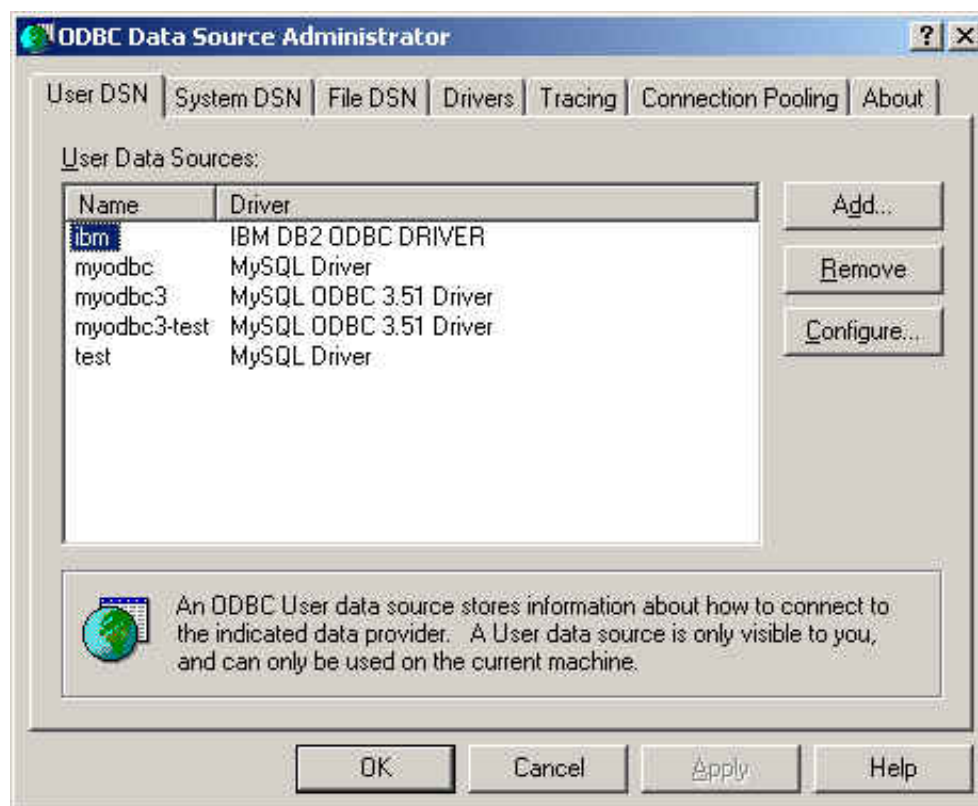 ODBC Data Source Administrator
User DSN System DSN File DSN Drivers Tracing Connection Pooling About
User Data Sources:
Name Driver
ibm IBM DB2 ODBC DRIVER
myodbc MySQL Driver
myodbc3 MySQL ODBC 3.51 Driver
myodbc3-test MySQL ODBC 3.51 Driver
test MySQL Driver
Add...
Remove
Configure...
An ODBC User data source stores information about how to connect to
the indicated data provider. A User data source is only visible to you,
and can only be used on the current machine.
OK Cancel Apply Help